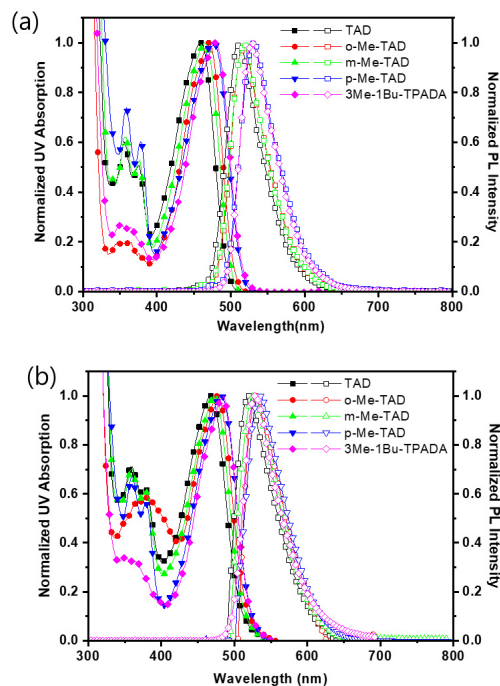 (a)
TAD
o-Me-TAD
m-Me-TAD
p-Me-TAD
3Me-1Bu-TPADA
Normalized UV Absorption
Normalized PL Intensity
1.0
0.8
0.6
0.4
0.2
0.0
1.0
0.8
0.6
0.4
0.2
0.0
300 400 500 600 700 800
Wavelength(nm)
(b)
TAD
o-Me-TAD
m-Me-TAD
p-Me-TAD
3Me-1Bu-TPADA
Normalized UV Absorption
Normalized PL Intensity
1.0
0.8
0.6
0.4
0.2
0.0
1.0
0.8
0.6
0.4
0.2
0.0
300 400 500 600 700 800
Wavelength(nm)